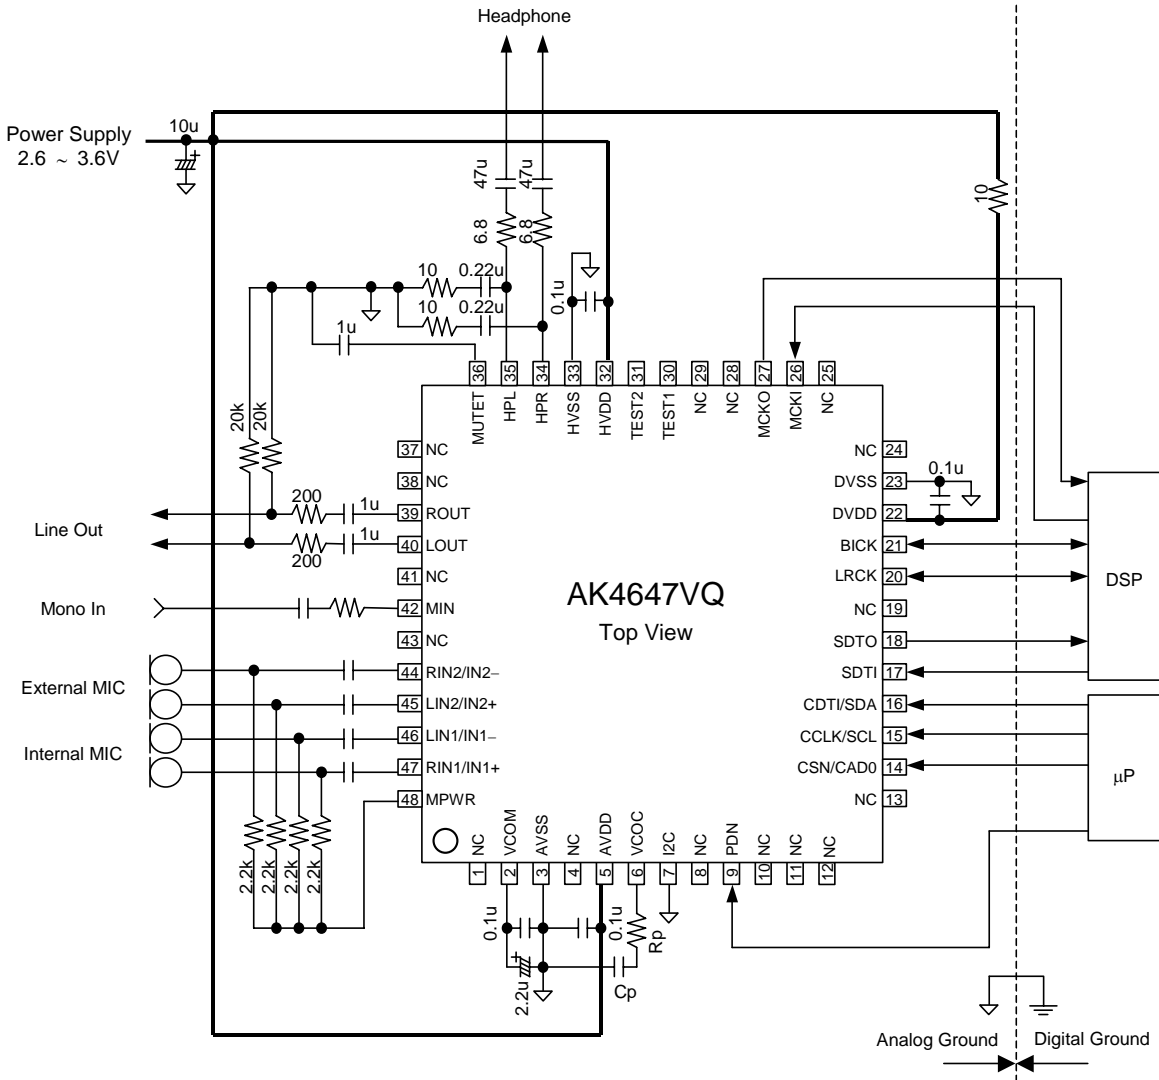 Headphone
Power Supply
2.6 ~ 3.6V
10u
47u
47u
6.8
6.8
10
10
0.22u
10
0.22u
0.1u
1u
20k
20k
36
35
34
33
32
31
30
29
28
27
26
25
MUTET
HPL
HPR
HVSS
HVDD
TEST2
TEST1
NC
NC
MCKO
MCKI
NC
37 NC
38 NC
39 ROUT
40 LOUT
41 NC
42 MIN
43 NC
44 RIN2/IN2−
45 LIN2/IN2+
46 LIN1/IN1−
47 RIN1/IN1+
48 MPWR
NC 24
DVSS 23
DVDD 22
BICK 21
LRCK 20
NC 19
SDTO 18
SDTI 17
CDTI/SDA 16
CCLK/SCL 15
CSN/CAD0 14
NC 13
0.1u
200
1u
Line Out
200
1u
Mono In
External MIC
Internal MIC
AK4647VQ
Top View
DSP
µP
NC
VCOM
AVSS
NC
AVDD
VCOC
I2C
NC
PDN
NC
NC
NC
1
2
3
4
5
6
7
8
9
10
11
12
2.2k
2.2k
2.2k
2.2k
0.1u
0.1u
Rp
2.2u
Cp
Analog Ground
Digital Ground